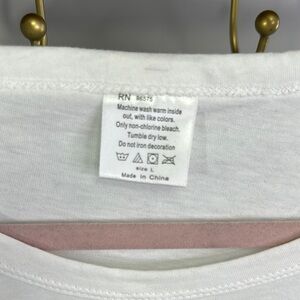 RN 86575
Machine wash warm inside
out, with like colors.
Only non-chlorine bleach.
Tumble dry low.
Do not iron decoration
size L
Made in China